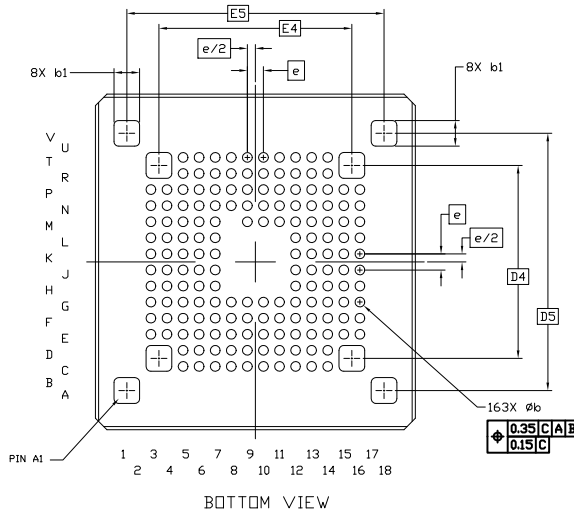 E5
E4
e/2
e
8X b1
8X b1
V
U
T
R
P
N
M
L
K
J
H
G
F
E
D
C
B
A
e
e/2
D4
D5
163X Øb
0.35 C A B
0.15 C
PIN A1
1 3 5 7 9 11 13 15 17
2 4 6 8 10 12 14 16 18
BOTTOM VIEW